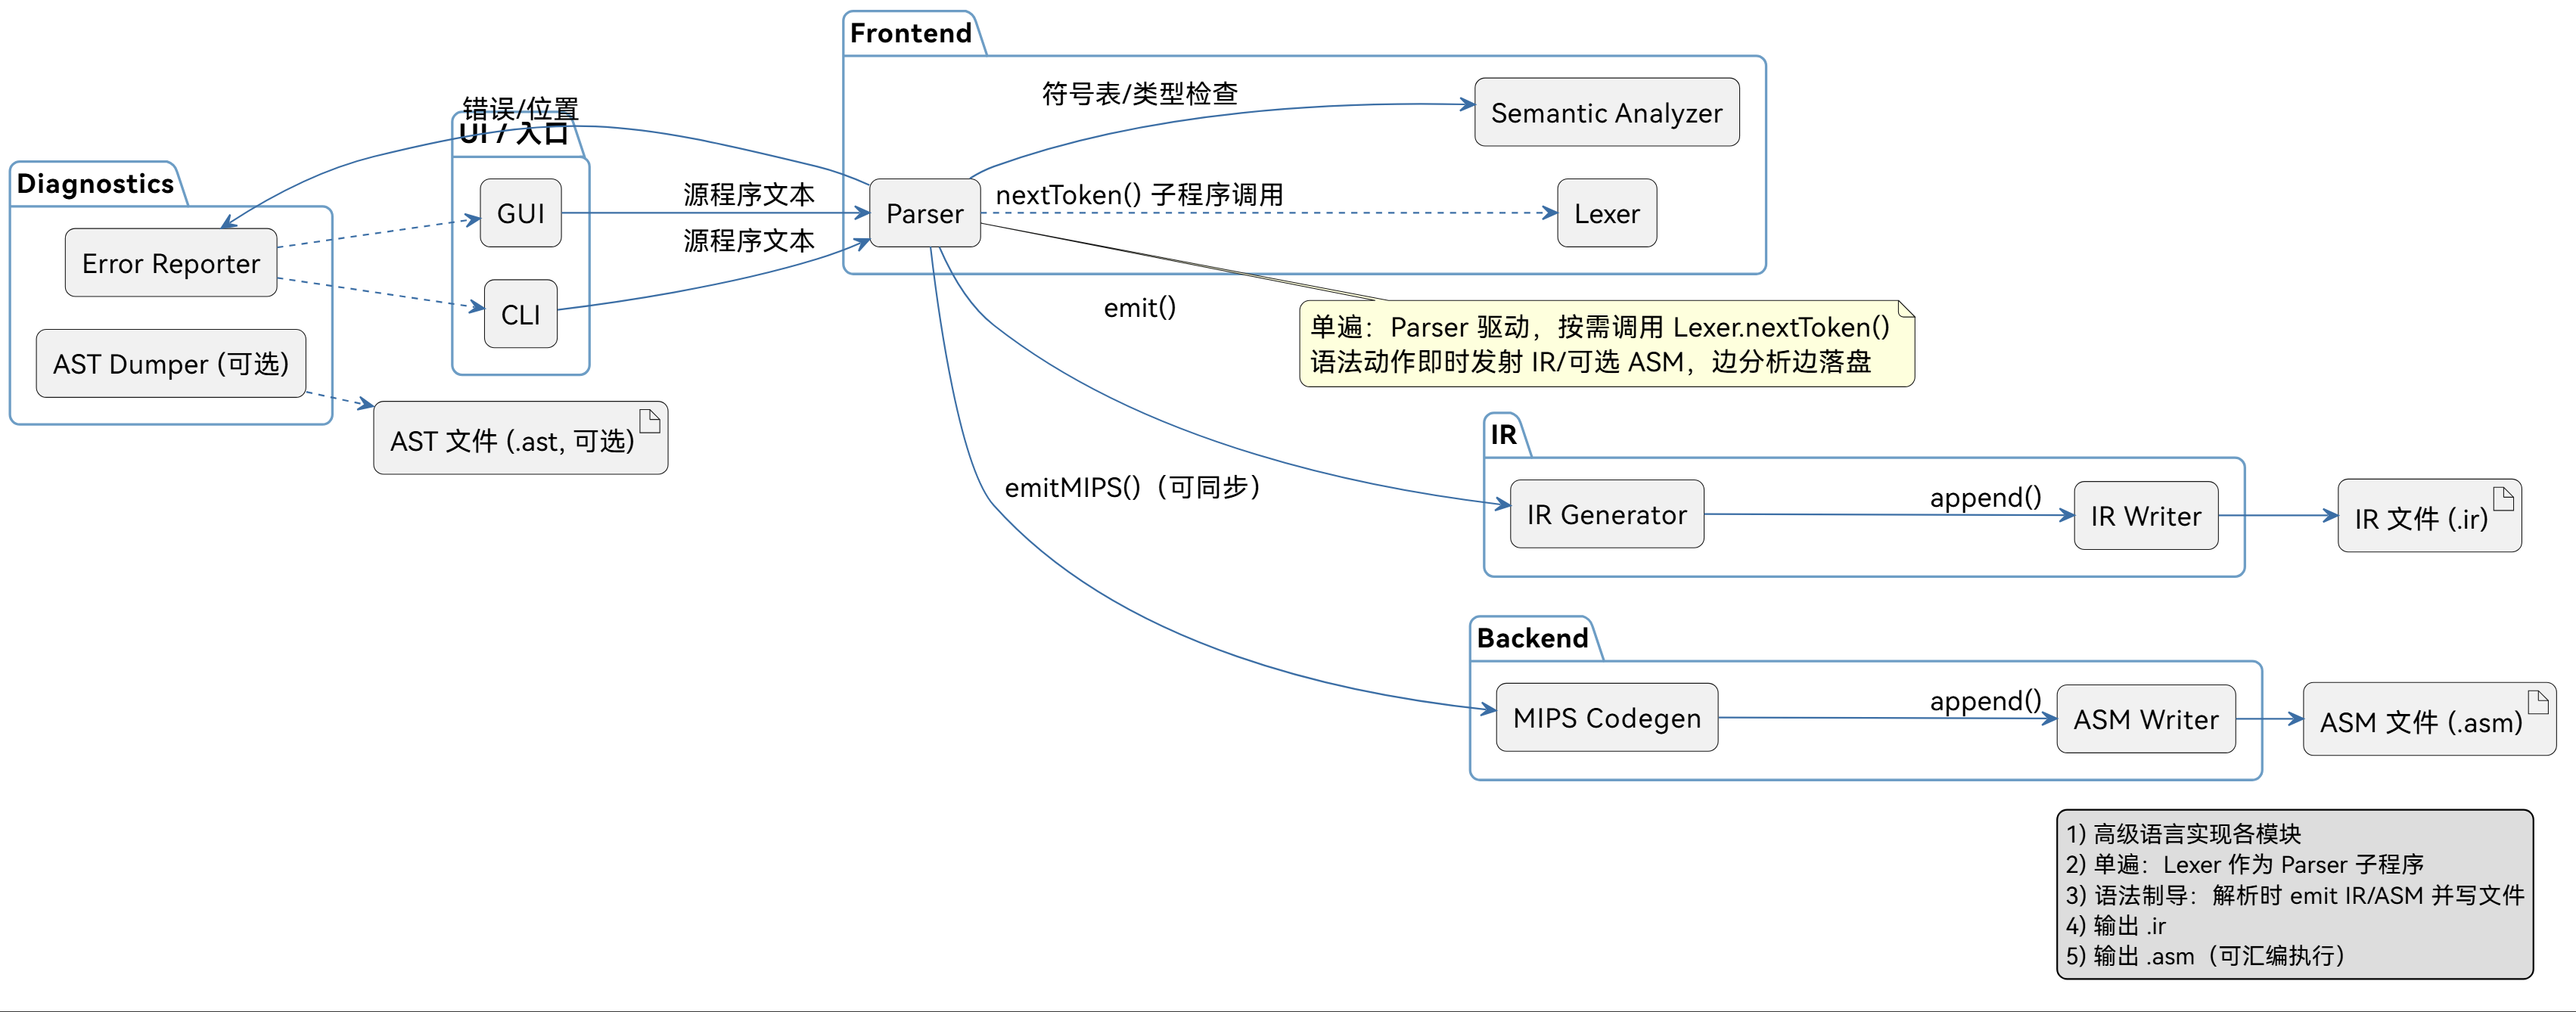 Frontend
符号表/类型检查
Semantic Analyzer
错误/位置
UI / 入口
Diagnostics
GUI
源程序文本
Parser
nextToken() 子程序调用
Lexer
源程序文本
Error Reporter
CLI
emit()
单遍：Parser 驱动，按需调用 Lexer.nextToken()
语法动作即时发射 IR/可选 ASM，边分析边落盘
AST Dumper (可选)
AST 文件 (.ast, 可选)
IR
emitMIPS()（可同步）
IR Generator
append()
IR Writer
IR 文件 (.ir)
Backend
MIPS Codegen
append()
ASM Writer
ASM 文件 (.asm)
1) 高级语言实现各模块
2) 单遍：Lexer 作为 Parser 子程序
3) 语法制导：解析时 emit IR/ASM 并写文件
4) 输出 .ir
5) 输出 .asm（可汇编执行）